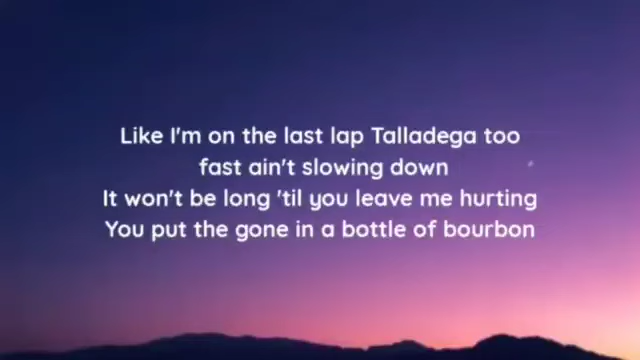 Like I'm on the last lap Talladega too
fast ain't slowing down
It won't be long 'til you leave me hurting
You put the gone in a bottle of bourbon